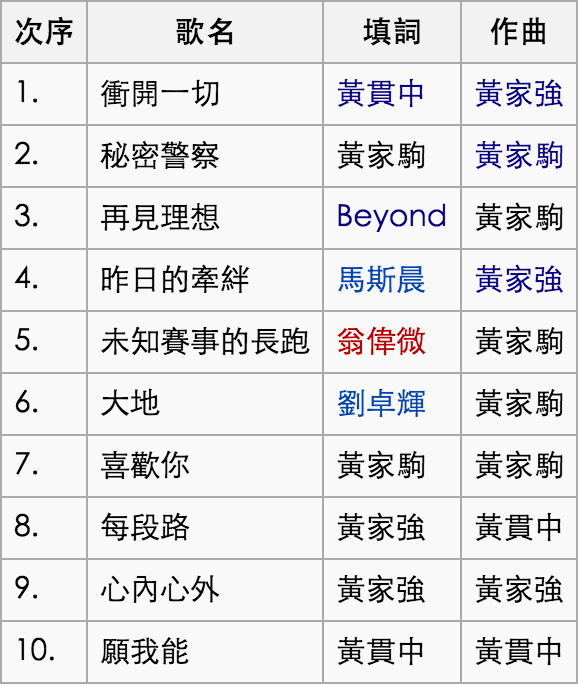 次序 歌名 填詞 作曲
1. 衝開一切 黃貫中 黃家強
2. 秘密警察 黃家駒 黃家駒
3. 再見理想 Beyond 黃家駒
4. 昨日的牽絆 馬斯晨 黃家強
5. 未知賽事的長跑 翁偉微 黃家駒
6. 大地 劉卓輝 黃家駒
7. 喜歡你 黃家駒 黃家駒
8. 每段路 黃家強 黃貫中
9. 心內心外 黃家強 黃家強
10. 願我能 黃貫中 黃貫中